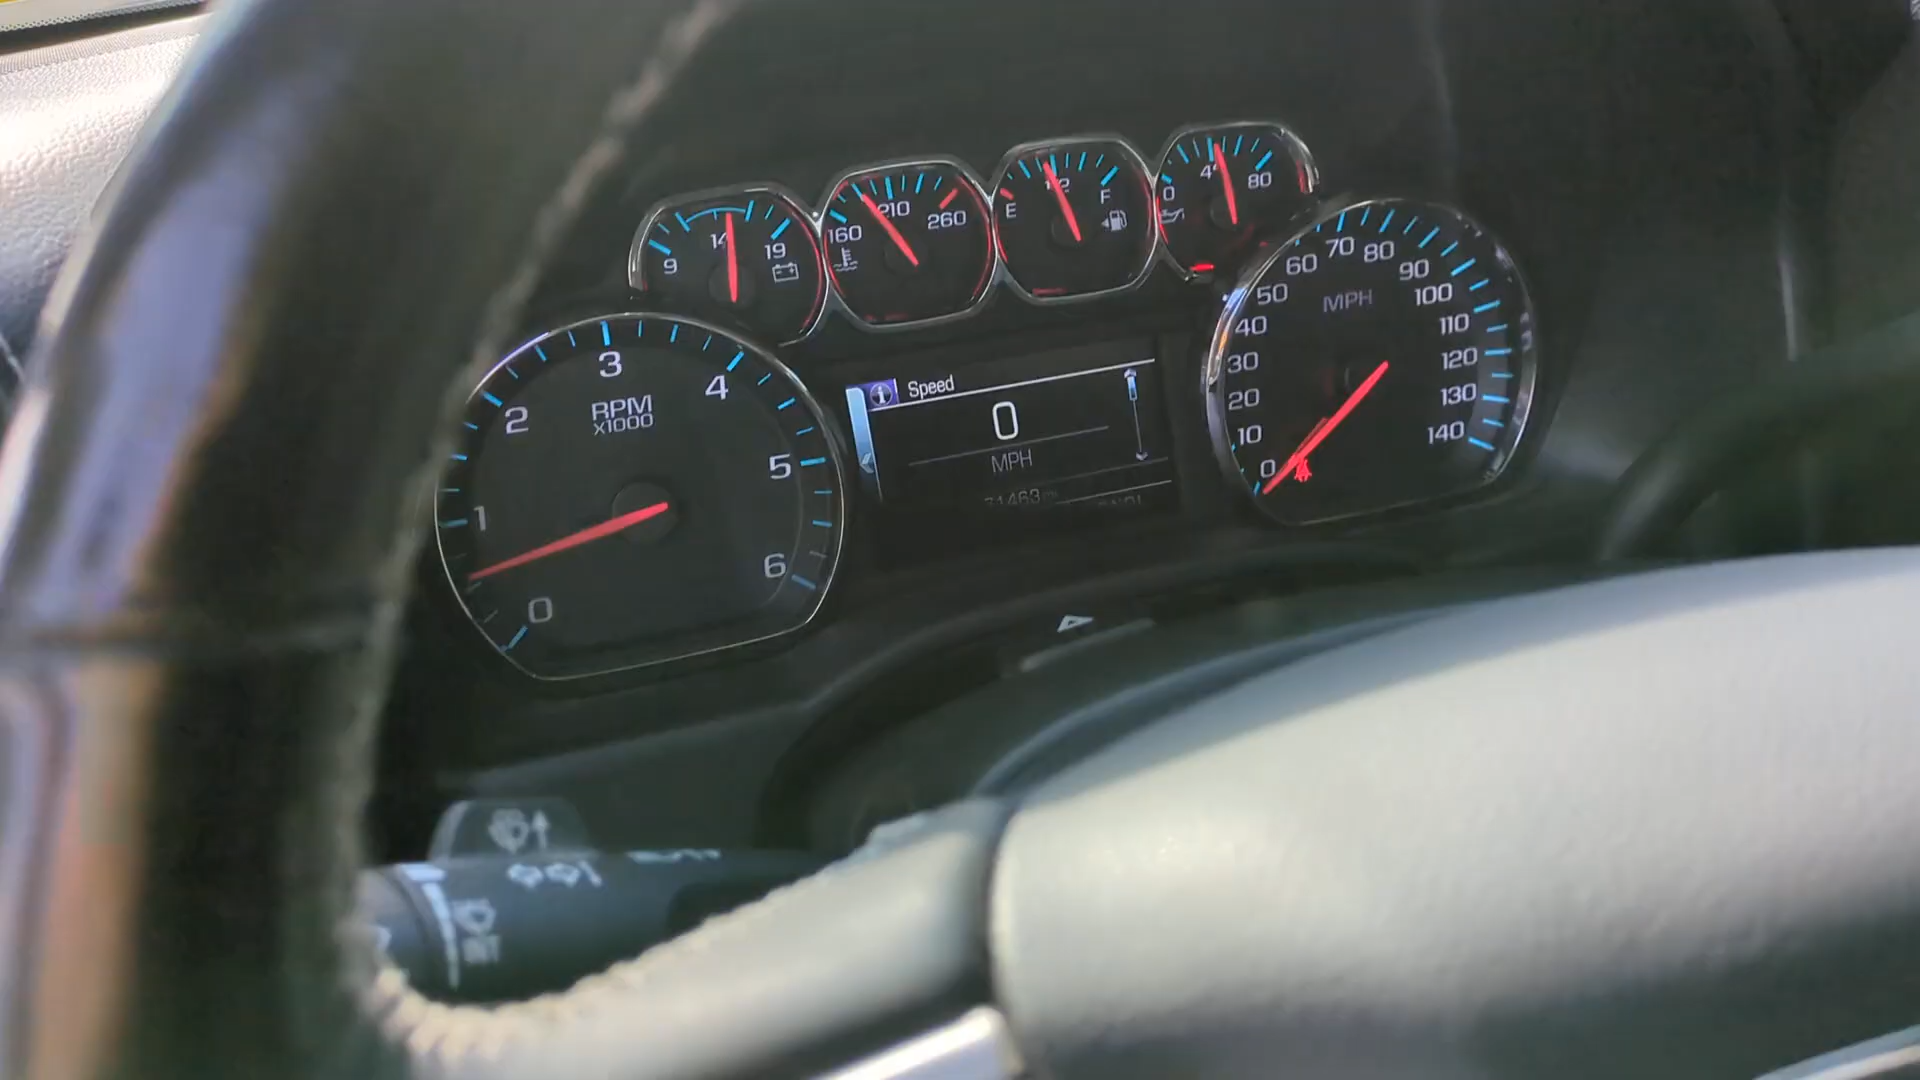 9 14 19
160 210 260
E 1/2 F
0 40 80
0 1 2 3 4 5 6
RPM
x1000
Speed
0
MPH
0 10 20 30 40 50 60 70 80 90 100 110 120 130 140
MPH
INT